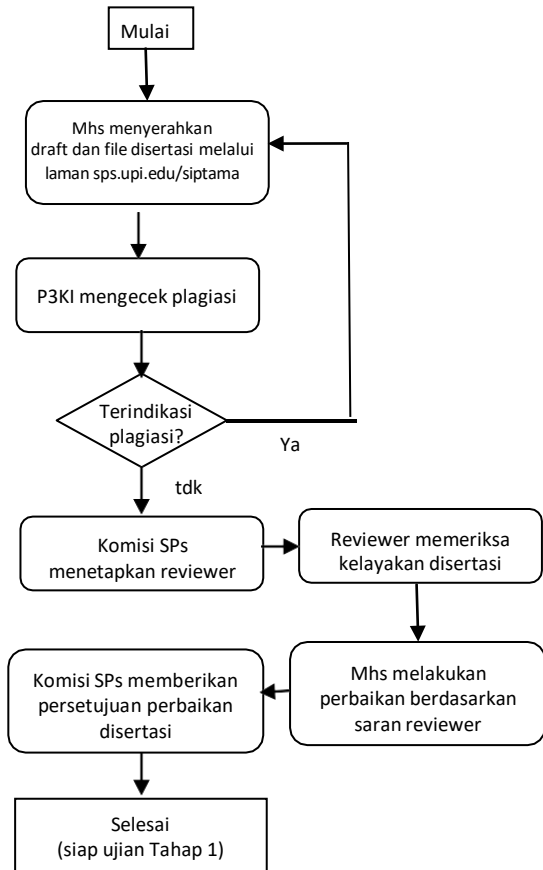 Mulai
Mhs menyerahkan
draft dan file disertasi melalui
laman sps.upi.edu/siptama
P3KI mengecek plagiasi
Terindikasi
plagiasi?
Ya
tdk
Komisi SPs
menetapkan reviewer
Reviewer memeriksa
kelayakan disertasi
Mhs melakukan
perbaikan berdasarkan
saran reviewer
Komisi SPs memberikan
persetujuan perbaikan
disertasi
Selesai
(siap ujian Tahap 1)